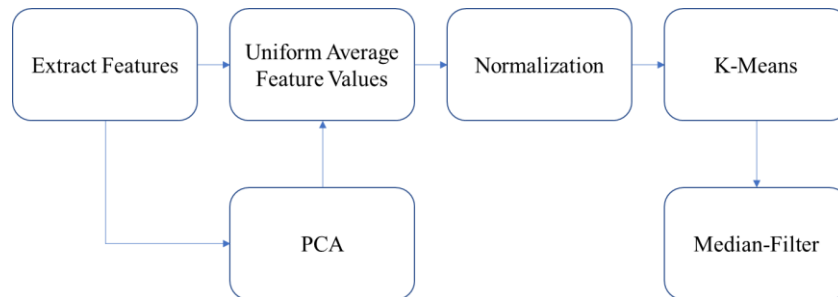 Extract Features
Uniform Average
Feature Values
Normalization
K-Means
PCA
Median-Filter